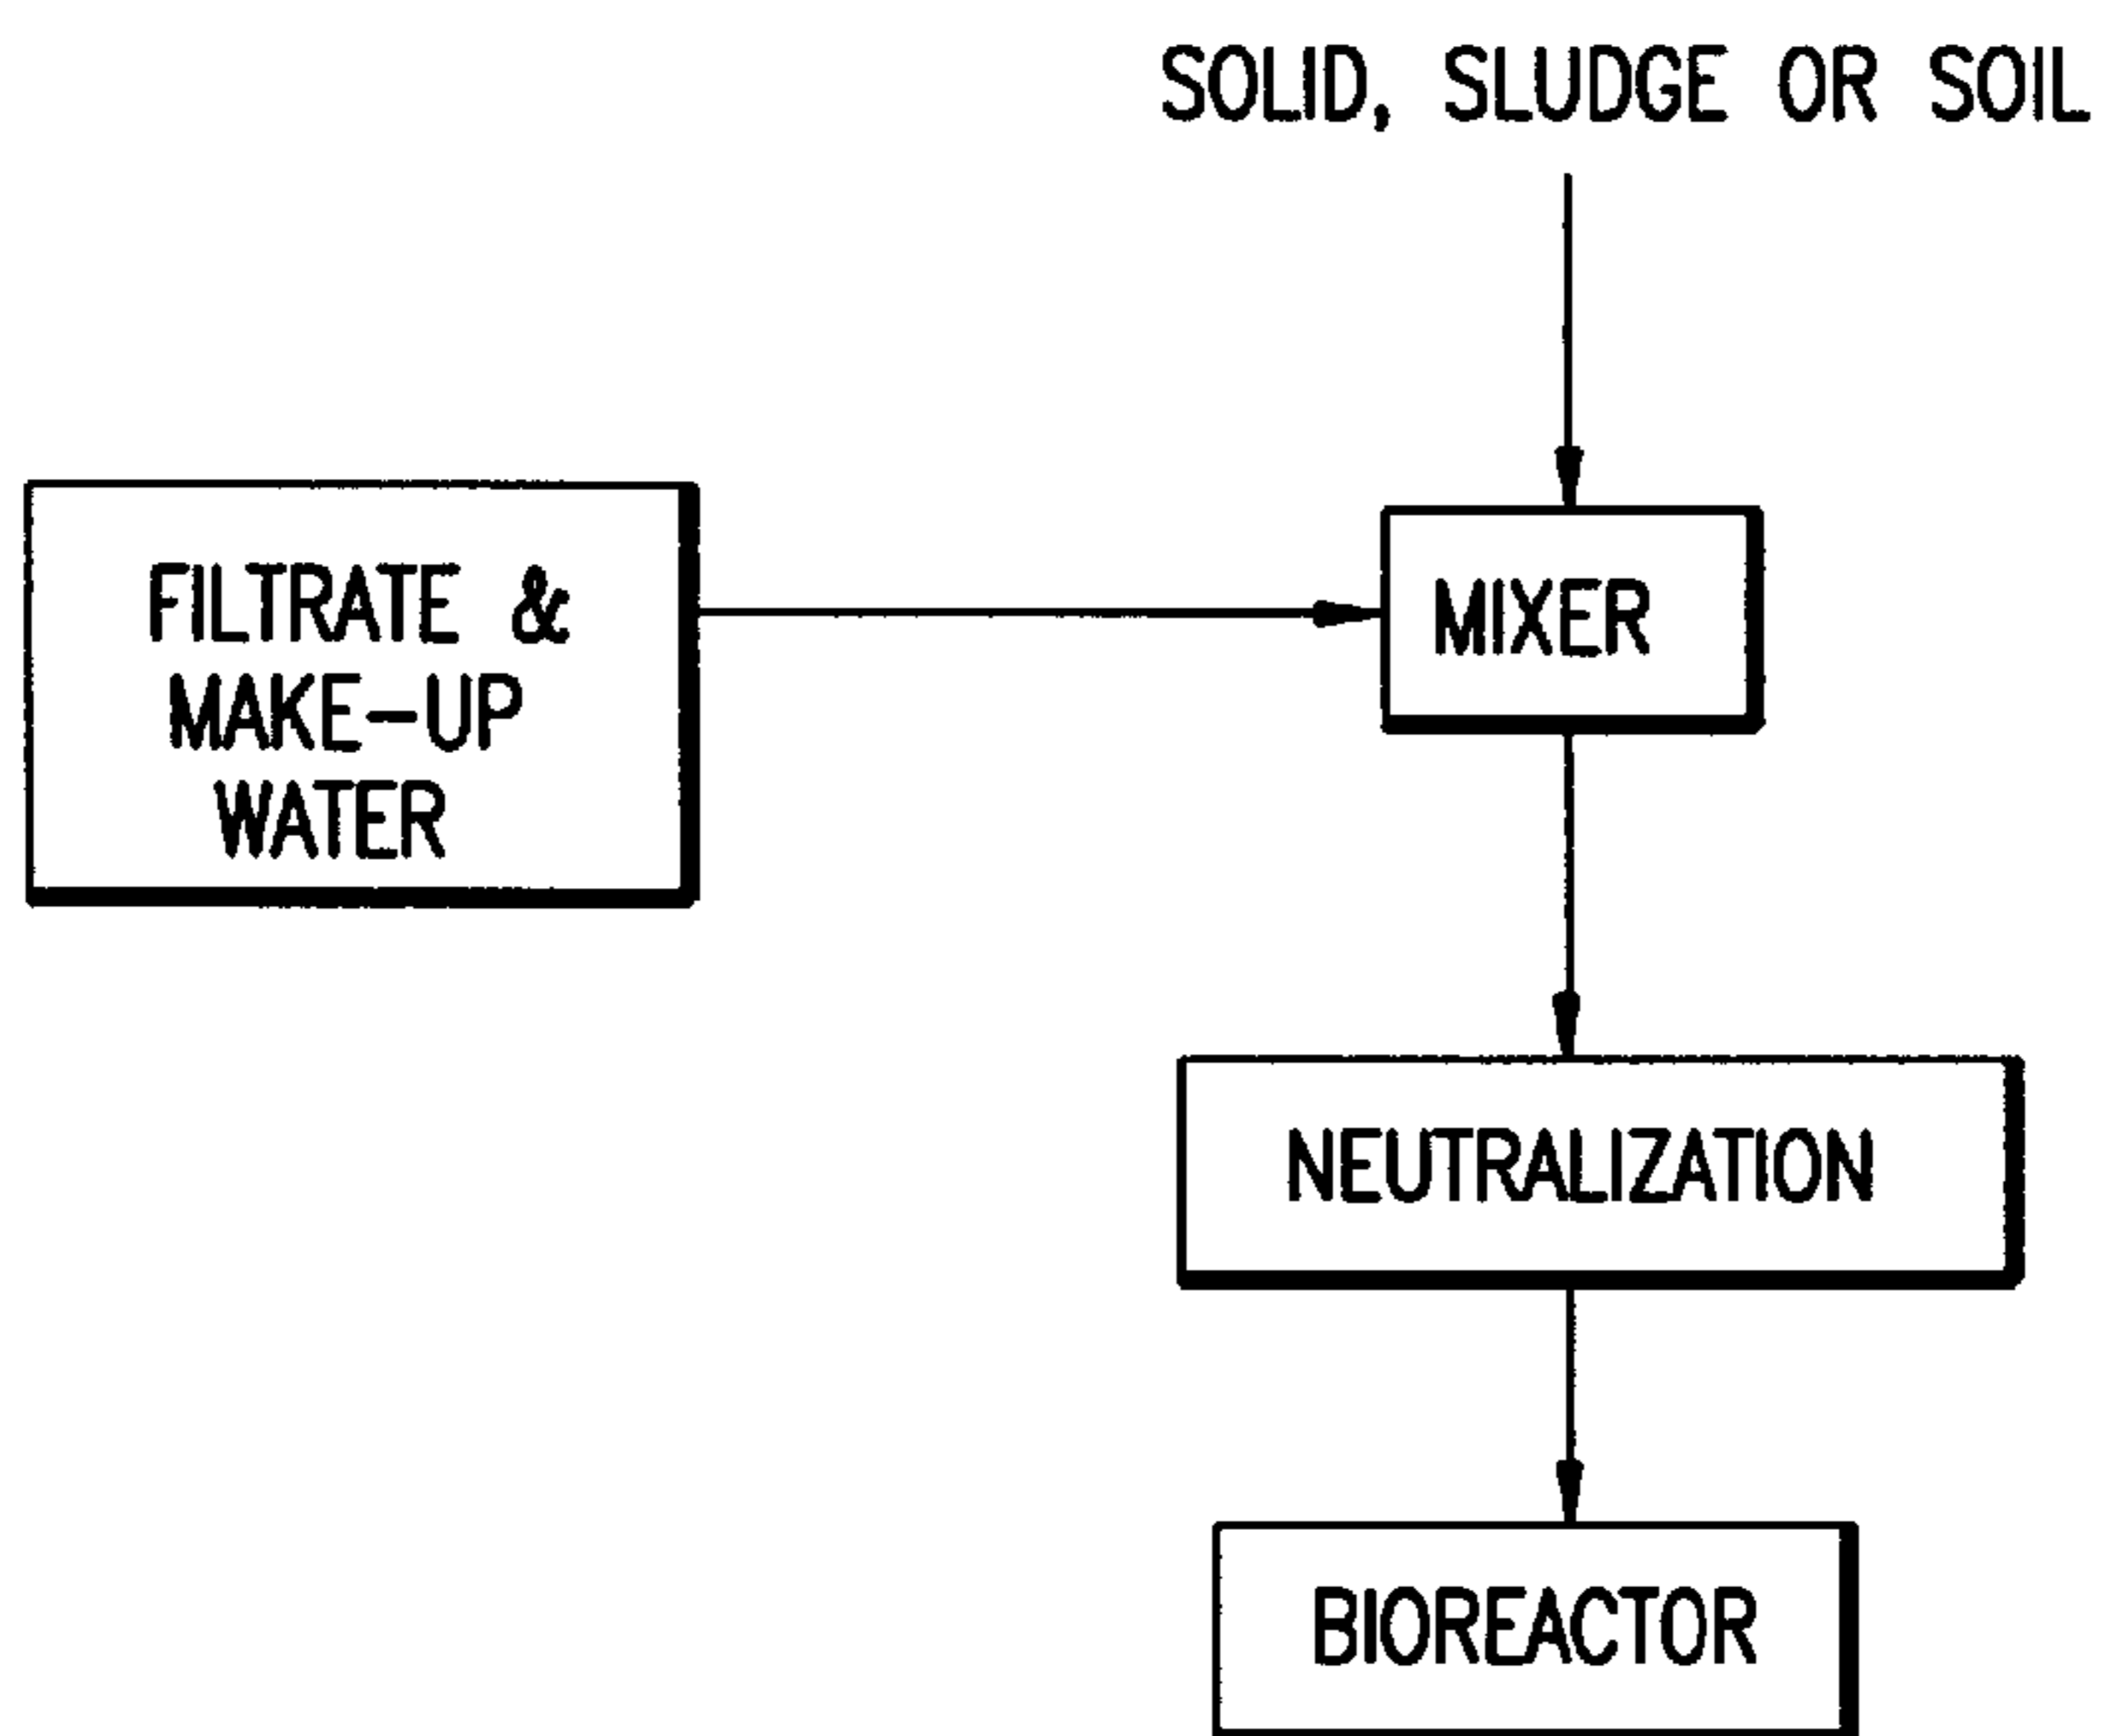 SOLID, SLUDGE OR SOIL
FILTRATE &
MAKE-UP
WATER
MIXER
NEUTRALIZATION
BIOREACTOR